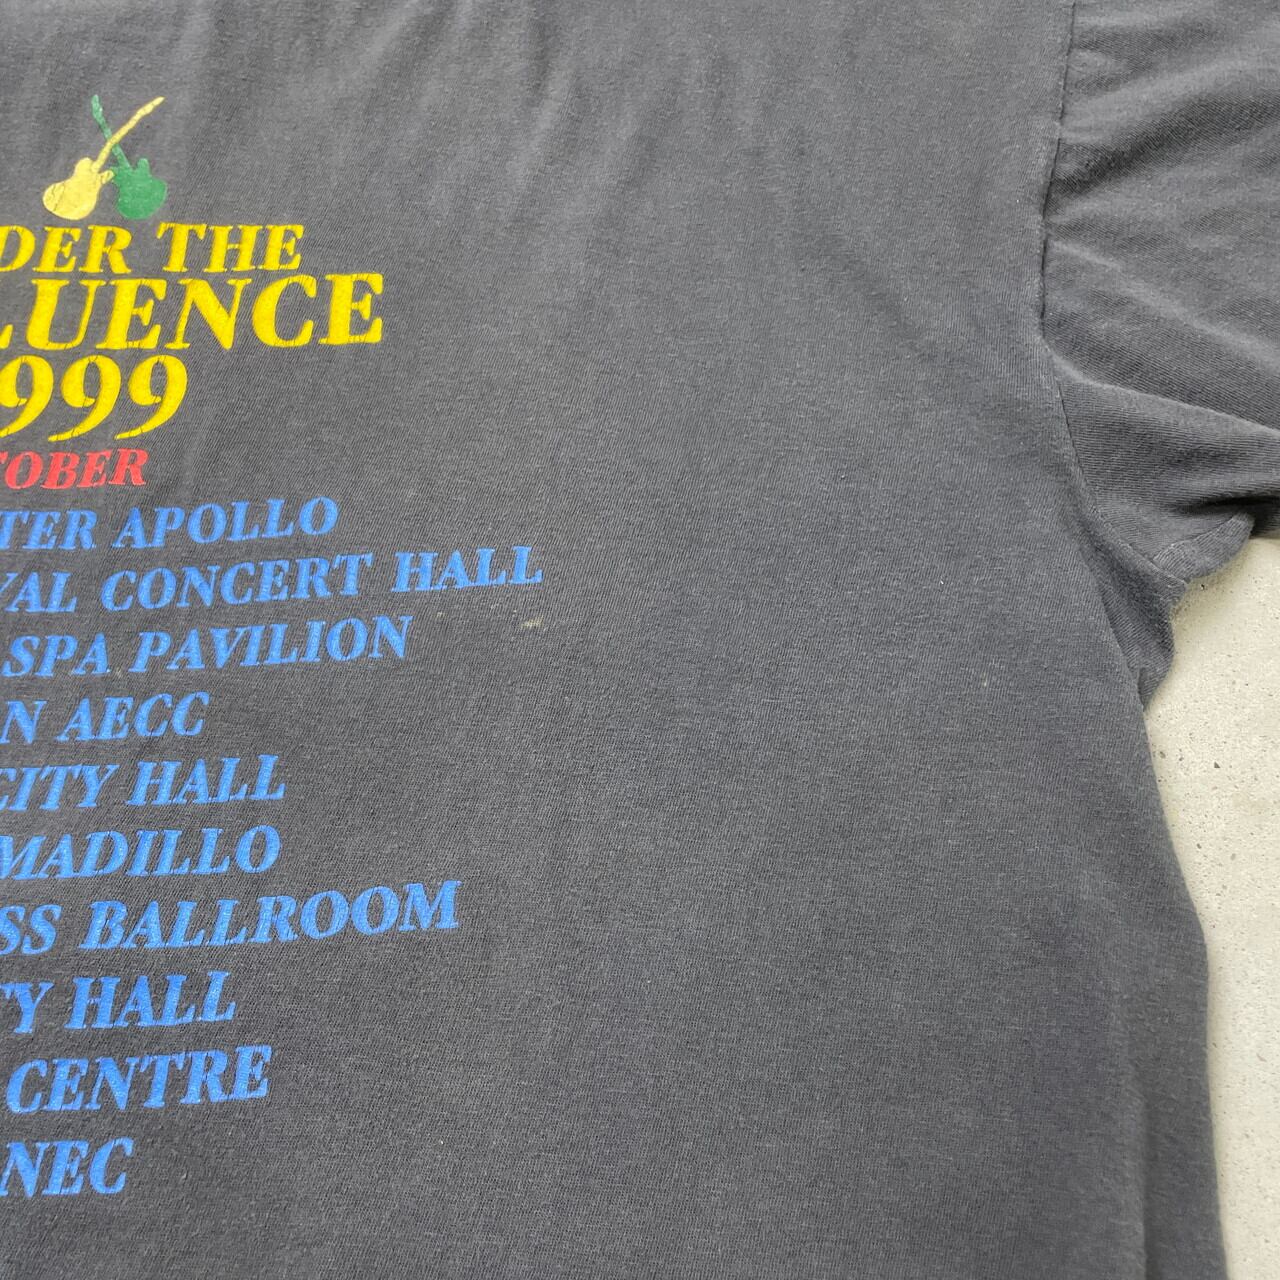 DER THE
LUENCE
999
TOBER
TER APOLLO
YAL CONCERT HALL
SPA PAVILION
N AECC
CITY HALL
MADILLO
SS BALLROOM
TY HALL
CENTRE
NEC